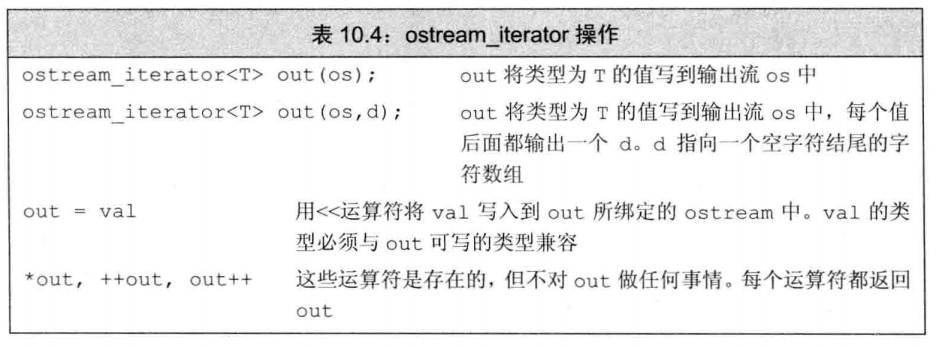 表 10.4：ostream_iterator 操作
ostream_iterator<T> out(os); out 将类型为 T 的值写到输出流 os 中
ostream_iterator<T> out(os,d); out 将类型为 T 的值写到输出流 os 中，每个值
后面都输出一个 d。d 指向一个空字符结尾的字
符数组
out = val 用<<运算符将 val 写入到 out 所绑定的 ostream 中。val 的类
型必须与 out 可写的类型兼容
*out, ++out, out++ 这些运算符是存在的，但不对 out 做任何事情。每个运算符都返回
out